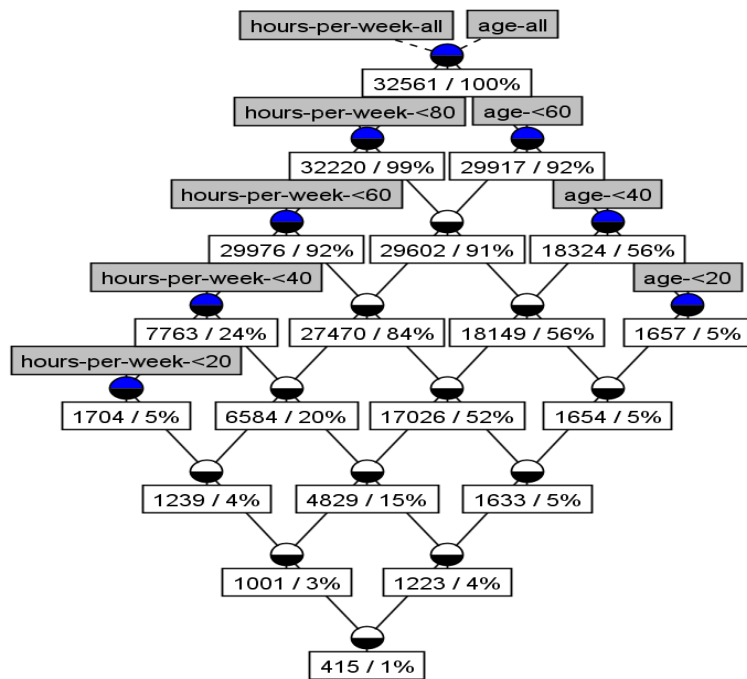 hours-per-week-all age-all
32561 / 100%
hours-per-week-<80 age-<60
32220 / 99% 29917 / 92%
hours-per-week-<60 age-<40
29976 / 92% 29602 / 91% 18324 / 56%
hours-per-week-<40 age-<20
7763 / 24% 27470 / 84% 18149 / 56% 1657 / 5%
hours-per-week-<20
1704 / 5% 6584 / 20% 17026 / 52% 1654 / 5%
1239 / 4% 4829 / 15% 1633 / 5%
1001 / 3% 1223 / 4%
415 / 1%